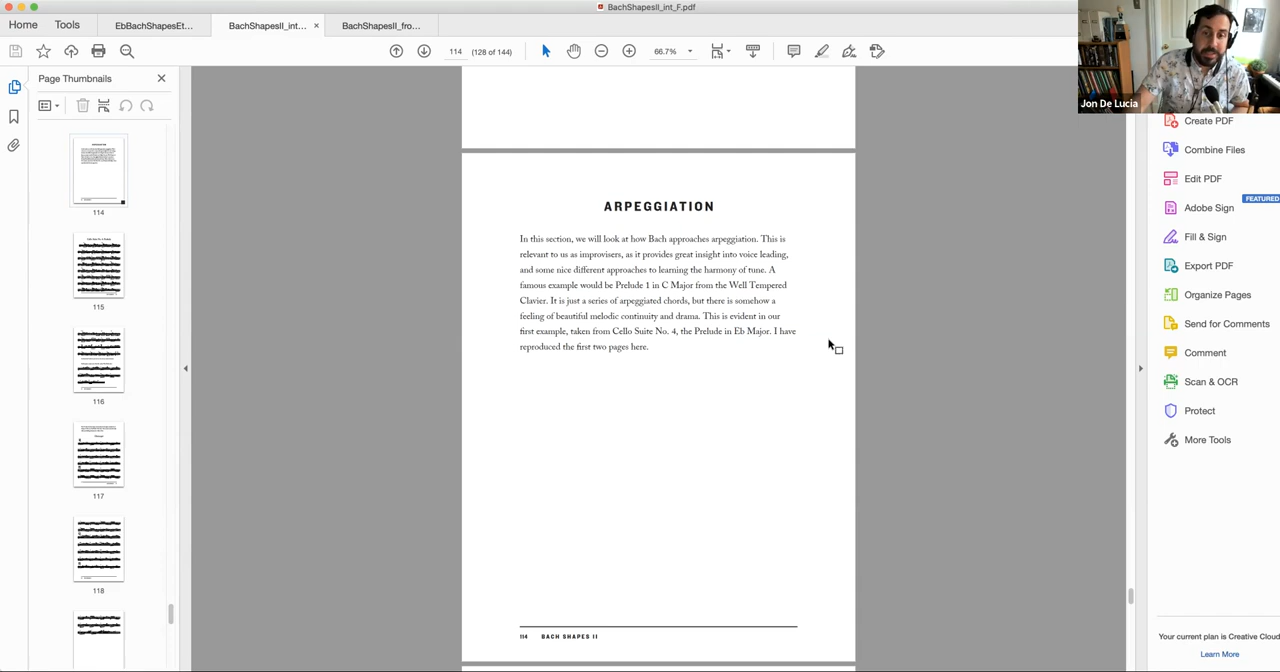 BachShapesII_int_F.pdf
Home
Tools
EbBachShapesEt...
BachShapesII_int...
BachShapesII_fro...
114
(128 of 144)
66.7%
Page Thumbnails
114
115
116
117
118
ARPEGGIATION
In this section, we will look at how Bach approaches arpeggiation. This is
relevant to us as improvisers, as it provides great insight into voice leading,
and some nice different approaches to learning the harmony of tune. A
famous example would be Prelude 1 in C Major from the Well Tempered
Clavier. It is just a series of arpeggiated chords, but there is somehow a
feeling of beautiful melodic continuity and drama. This is evident in our
first example, taken from Cello Suite No. 4, the Prelude in Eb Major. I have
reproduced the first two pages here.
114 BACH SHAPES II
Jon De Lucia
Create PDF
Combine Files
Edit PDF
FEATURED
Adobe Sign
Fill & Sign
Export PDF
Organize Pages
Send for Comments
Comment
Scan & OCR
Protect
More Tools
Your current plan is Creative Cloud
Learn More